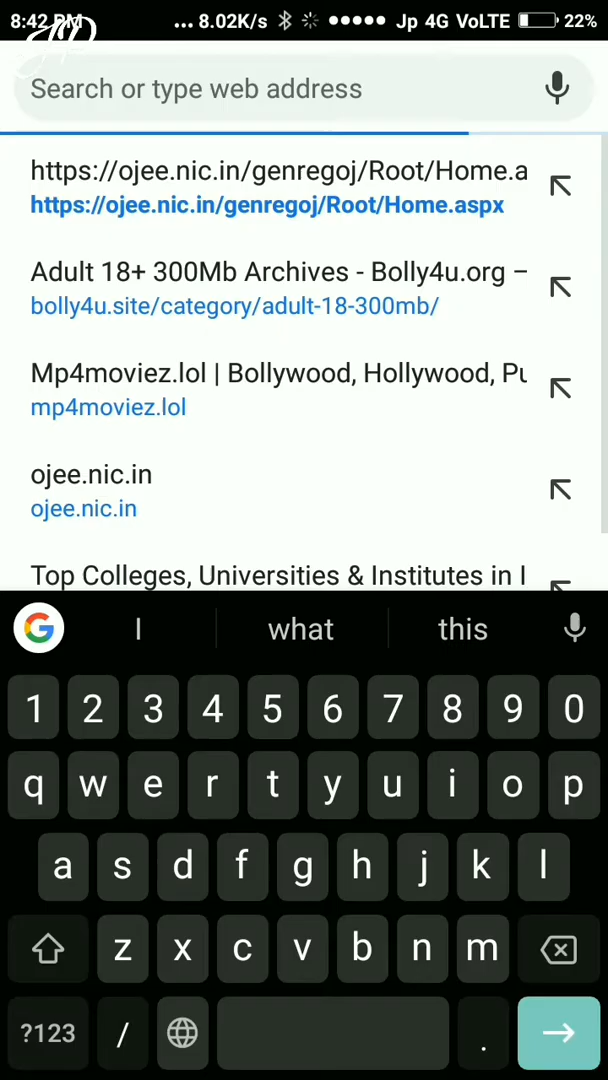 8:42 PM ... 8.02K/s Jp 4G VoLTE 22%
JP
Search or type web address
https://ojee.nic.in/genregoj/Root/Home.a
https://ojee.nic.in/genregoj/Root/Home.aspx
Adult 18+ 300Mb Archives - Bolly4u.org –
bolly4u.site/category/adult-18-300mb/
Mp4moviez.lol | Bollywood, Hollywood, Pu
mp4moviez.lol
ojee.nic.in
ojee.nic.in
Top Colleges, Universities & Institutes in I
G I what this
1 2 3 4 5 6 7 8 9 0
q w e r t y u i o p
a s d f g h j k l
z x c v b n m
?123 / .